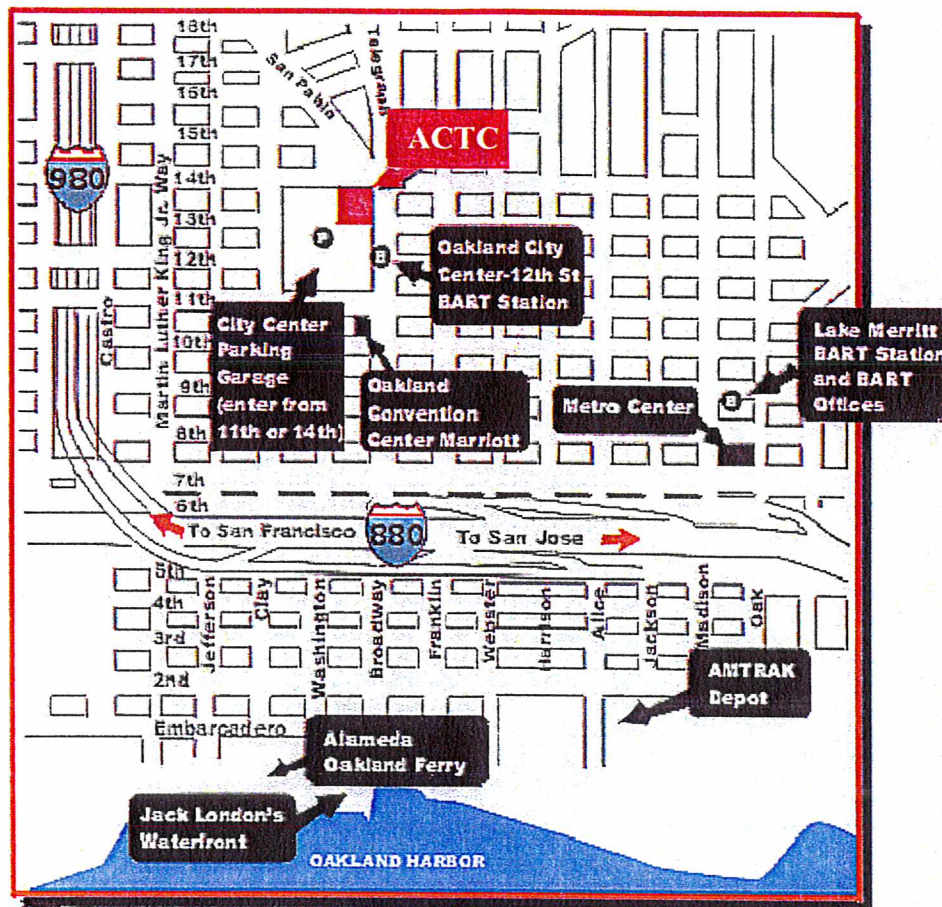 18th
17th
16th
15th
14th
13th
12th
11th
10th
9th
8th
7th
6th
5th
4th
3rd
2nd
Embarcadero
San Pablo
Telegraph
ACTC
980
Martin Luther King Jr. Way
Castro
P
B
Oakland City
Center-12th St
BART Station
City Center
Parking
Garage
(enter from
11th or 14th)
Oakland
Convention
Center Marriott
Metro Center
B
Lake Merritt
BART Station
and BART
Offices
To San Francisco
880
To San Jose
Jefferson
Clay
Washington
Broadway
Franklin
Webster
Harrison
Alice
Jackson
Madison
Oak
AMTRAK
Depot
Alameda
Oakland Ferry
Jack London's
Waterfront
OAKLAND HARBOR